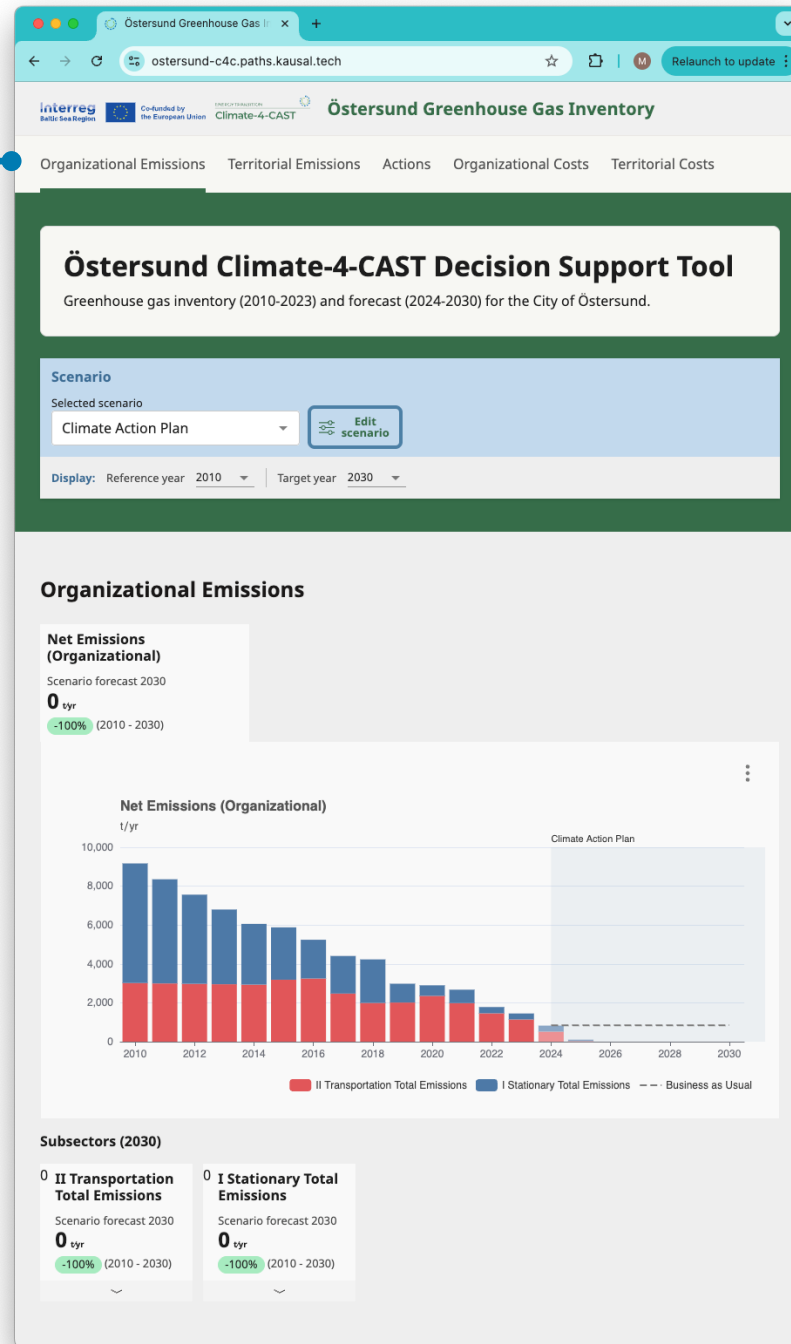 Östersund Greenhouse Gas In
ostersund-c4c.paths.kausal.tech
M
Relaunch to update
Interreg
Baltic Sea Region
Co-funded by
the European Union
Climate-4-CAST
Östersund Greenhouse Gas Inventory
Organizational Emissions
Territorial Emissions
Actions
Organizational Costs
Territorial Costs
Östersund Climate-4-CAST Decision Support Tool
Greenhouse gas inventory (2010-2023) and forecast (2024-2030) for the City of Östersund.
Scenario
Selected scenario
Climate Action Plan
Edit
scenario
Display: Reference year 2010 Target year 2030
Organizational Emissions
Net Emissions
(Organizational)
Scenario forecast 2030
0 t/yr
-100% (2010 - 2030)
Net Emissions (Organizational)
t/yr
Climate Action Plan
10,000
8,000
6,000
4,000
2,000
0
2010 2012 2014 2016 2018 2020 2022 2024 2026 2028 2030
II Transportation Total Emissions I Stationary Total Emissions Business as Usual
Subsectors (2030)
0 II Transportation
Total Emissions
Scenario forecast 2030
0 t/yr
-100% (2010 - 2030)
0 I Stationary Total
Emissions
Scenario forecast 2030
0 t/yr
-100% (2010 - 2030)